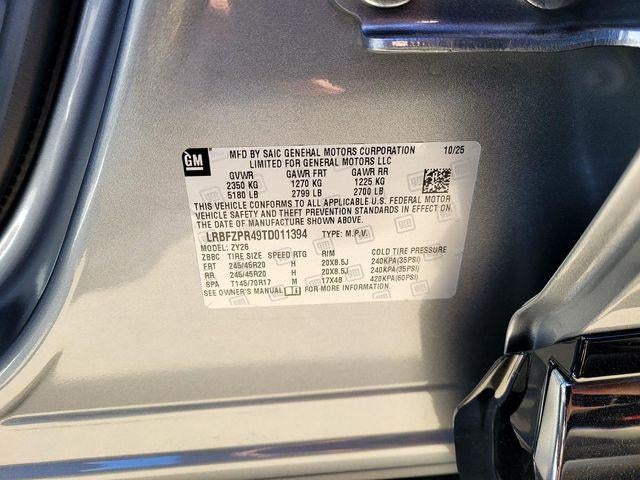 GM
MFD BY SAIC GENERAL MOTORS CORPORATION 10/25
LIMITED FOR GENERAL MOTORS LLC
GVWR GAWR FRT GAWR RR
2350 KG 1270 KG 1225 KG
5180 LB 2799 LB 2700 LB
THIS VEHICLE CONFORMS TO ALL APPLICABLE U.S. FEDERAL MOTOR
VEHICLE SAFETY AND THEFT PREVENTION STANDARDS IN EFFECT ON THE
DATE OF MANUFACTURE SHOWN ABOVE.
LRBFZPR49TD011394 TYPE: M.P.V.
MODEL: ZY26
ZBBC TIRE SIZE SPEED RTG RIM COLD TIRE PRESSURE
FRT 245/45R20 H 20X8.5J 240KPA(35PSI)
RR 245/45R20 H 20X8.5J 240KPA(35PSI)
SPA T145/70R17 M 17X4B 420KPA(60PSI)
SEE OWNER'S MANUAL FOR MORE INFORMATION